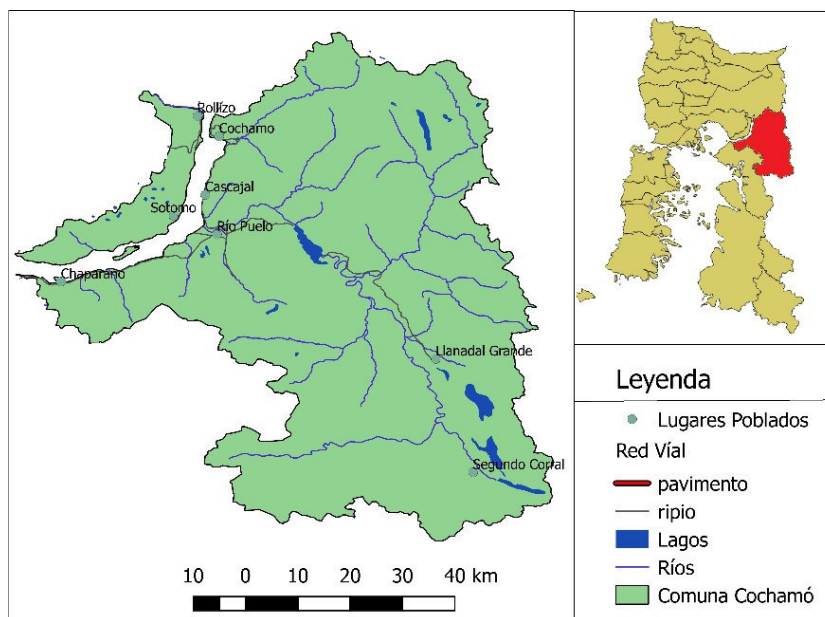 Rollízo
Cochamo
Cascajal
Sotomo
Río Puelo
Chaparano
Llanadal Grande
Segundo Corral
10 0 10 20 30 40 km
Leyenda
Lugares Poblados
Red Víal
pavimento
ripio
Lagos
Ríos
Comuna Cochamó